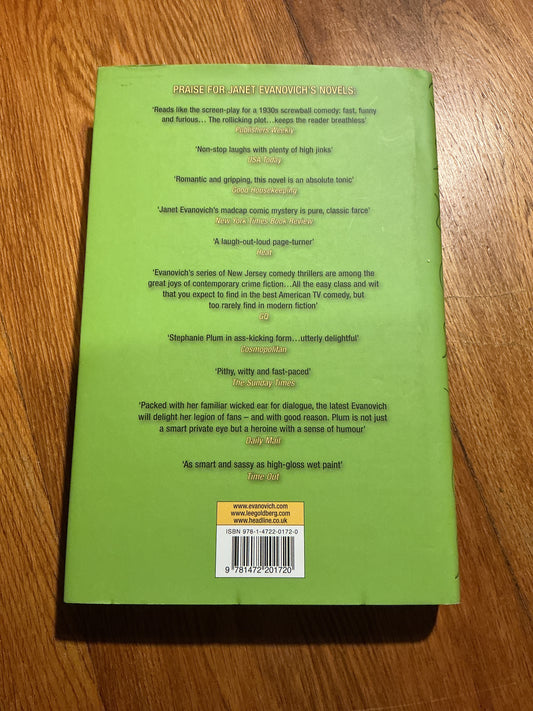 PRAISE FOR JANET EVANOVICH'S NOVELS:
'Reads like the screen-play for a 1930s screwball comedy: fast, funny
and furious… The rollicking plot…keeps the reader breathless'
Publishers Weekly
'Non-stop laughs with plenty of high jinks'
USA Today
'Romantic and gripping, this novel is an absolute tonic'
Good Housekeeping
'Janet Evanovich's madcap comic mystery is pure, classic farce'
New York Times Book Review
'A laugh-out-loud page-turner'
Heat
'Evanovich's series of New Jersey comedy thrillers are among the
great joys of contemporary crime fiction…All the easy class and wit
that you expect to find in the best American TV comedy, but
too rarely find in modern fiction'
GQ
'Stephanie Plum in ass-kicking form…utterly delightful'
Cosmopolitan
'Pithy, witty and fast-paced'
The Sunday Times
'Packed with her familiar wicked ear for dialogue, the latest Evanovich
will delight her legion of fans – and with good reason. Plum is not just
a smart private eye but a heroine with a sense of humour'
Daily Mail
'As smart and sassy as high-gloss wet paint'
Time Out
www.evanovich.com
www.leegoldberg.com
www.headline.co.uk
ISBN 978-1-4722-0172-0
9 781472 201720